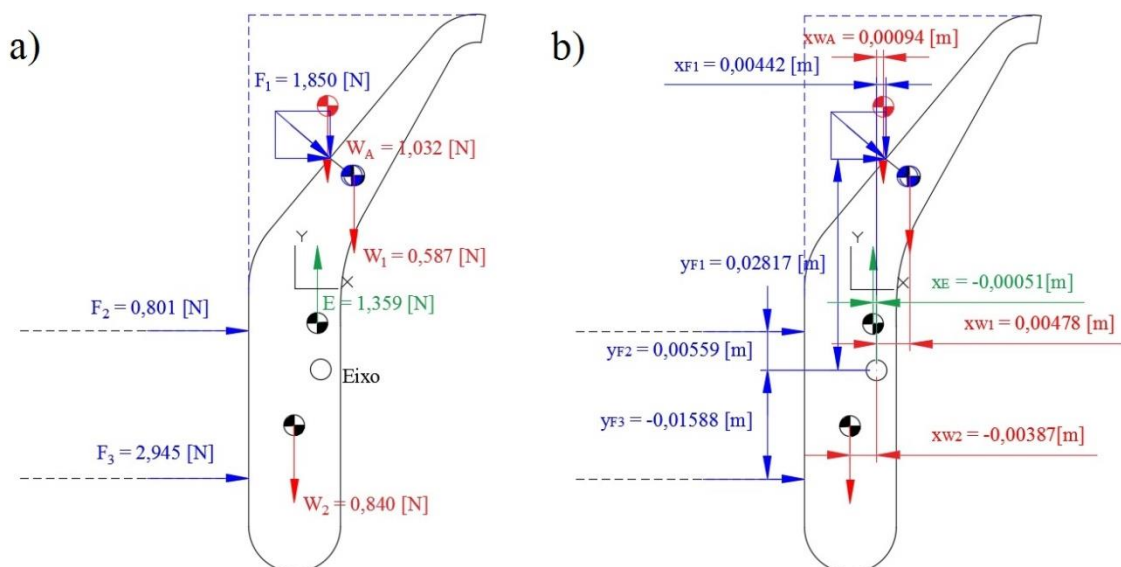 a)
F1 = 1,850 [N]
WA = 1,032 [N]
Y
W1 = 0,587 [N]
X
E = 1,359 [N]
F2 = 0,801 [N]
Eixo
F3 = 2,945 [N]
W2 = 0,840 [N]
b)
xWA = 0,00094 [m]
xF1 = 0,00442 [m]
Y
yF1 = 0,02817 [m]
X
xE = -0,00051[m]
xW1 = 0,00478 [m]
yF2 = 0,00559 [m]
yF3 = -0,01588 [m]
xW2 = -0,00387[m]